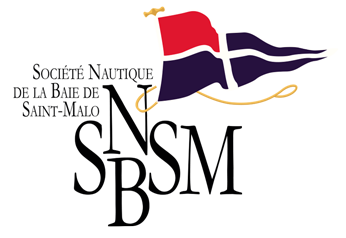 SOCIÉTÉ NAUTIQUE
DE LA BAIE DE
SAINT-MALO
SNBSM